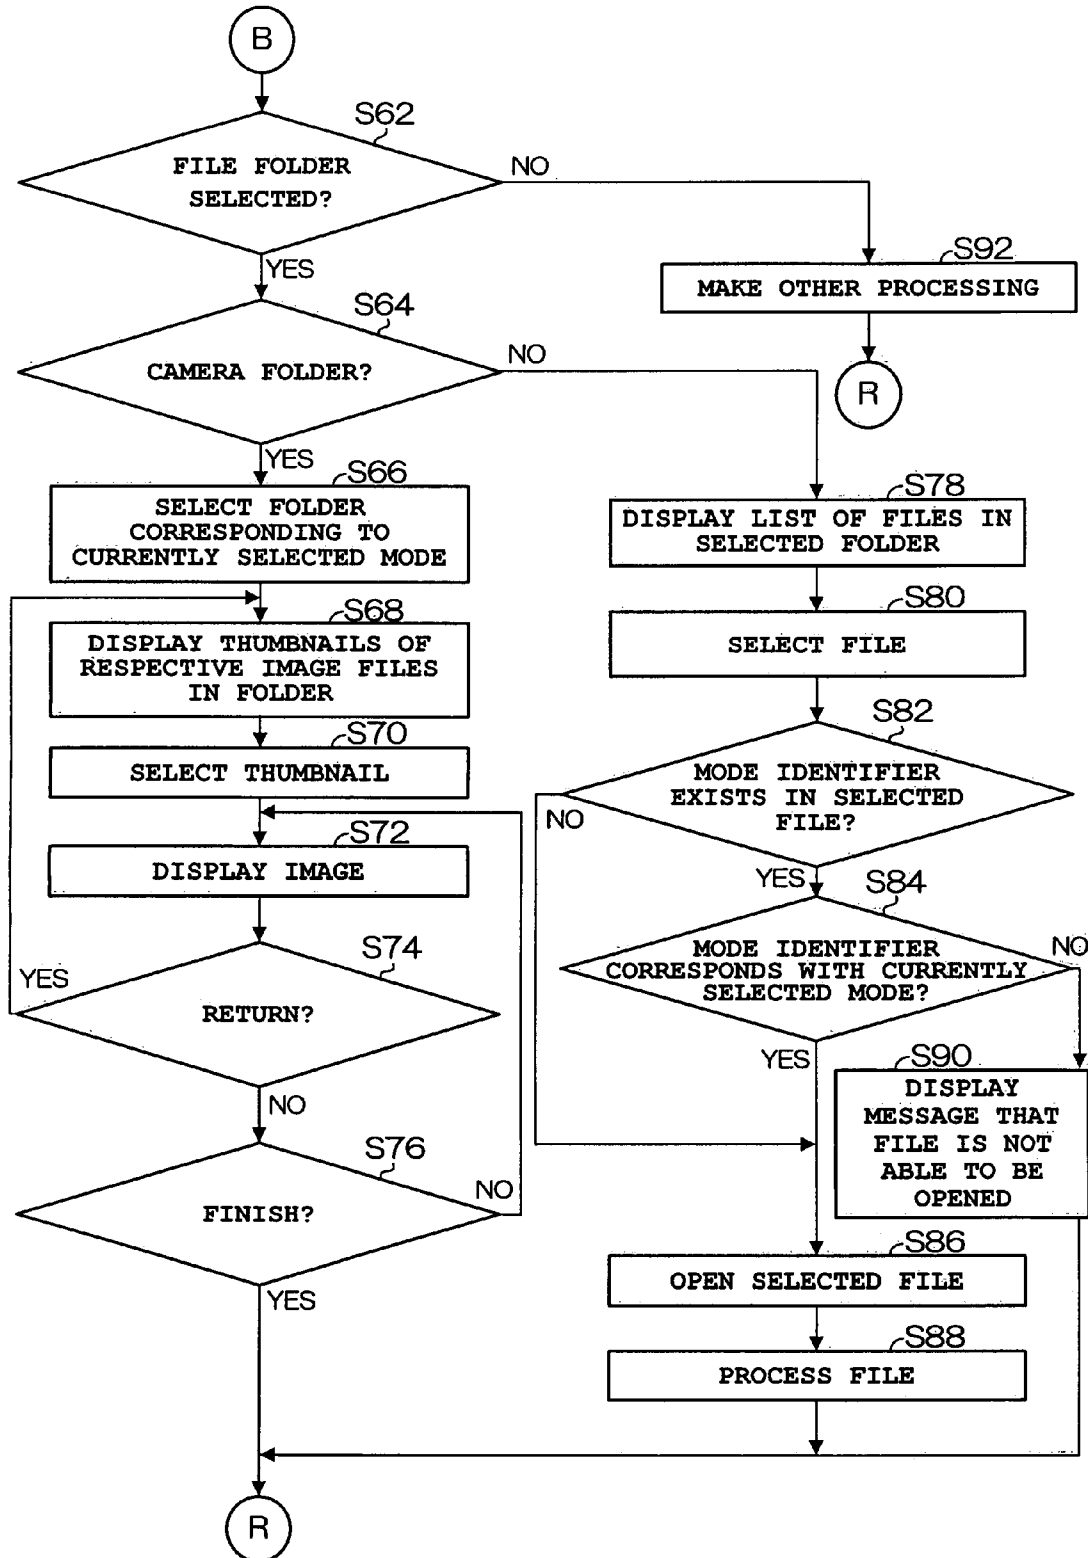 B
S62
FILE FOLDER
SELECTED?
NO
YES
S92
MAKE OTHER PROCESSING
R
S64
CAMERA FOLDER?
NO
YES
S66
SELECT FOLDER
CORRESPONDING TO
CURRENTLY SELECTED MODE
S68
DISPLAY THUMBNAILS OF
RESPECTIVE IMAGE FILES
IN FOLDER
S70
SELECT THUMBNAIL
S72
DISPLAY IMAGE
S74
YES
RETURN?
NO
S76
NO
FINISH?
YES
S78
DISPLAY LIST OF FILES IN
SELECTED FOLDER
S80
SELECT FILE
S82
MODE IDENTIFIER
EXISTS IN SELECTED
FILE?
NO
YES
S84
NO
MODE IDENTIFIER
CORRESPONDS WITH CURRENTLY
SELECTED MODE?
YES
S90
DISPLAY
MESSAGE THAT
FILE IS NOT
ABLE TO BE
OPENED
S86
OPEN SELECTED FILE
S88
PROCESS FILE
R